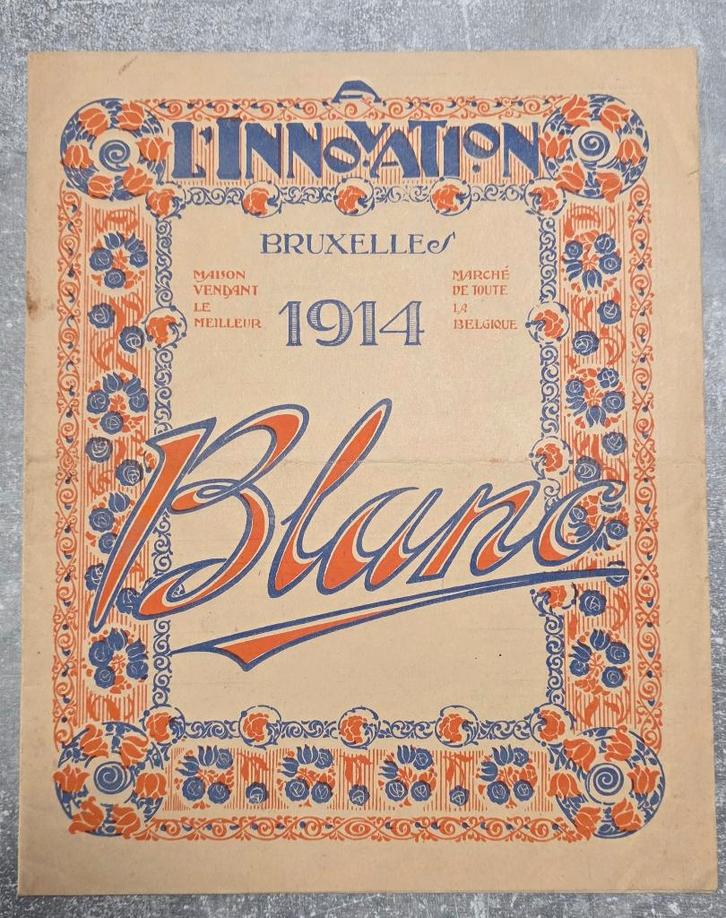 L'INNOVATION
BRUXELLES
MAISON
VENDANT
LE
MEILLEUR
1914
MARCHÉ
DE TOUTE
LA
BELGIQUE
Blanc